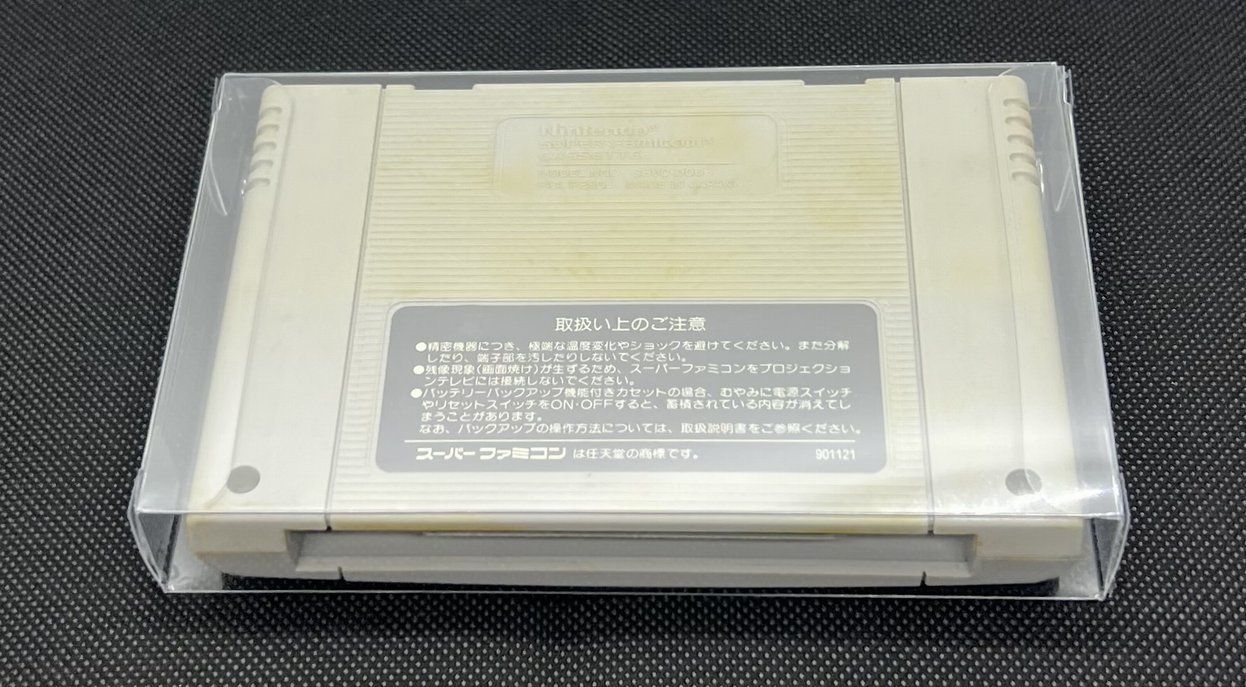 Nintendo®
SUPER FAMICOM™
CASSETTE
MADE IN JAPAN
取扱い上のご注意
●精密機器につき、極端な温度変化やショックを避けてください。また分解
したり、端子部を汚したりしないでください。
●残像現象(画面焼け)が生ずるため、スーパーファミコンをプロジェクショ
ンテレビには接続しないでください。
●バッテリーバックアップ機能付きカセットの場合、むやみに電源スイッチ
やリセットスイッチをON·OFFすると、蓄積されている内容が消えてし
まうことがあります。
なお、バックアップの操作方法については、取扱説明書をご参照ください。
スーパーファミコン は任天堂の商標です。 901121